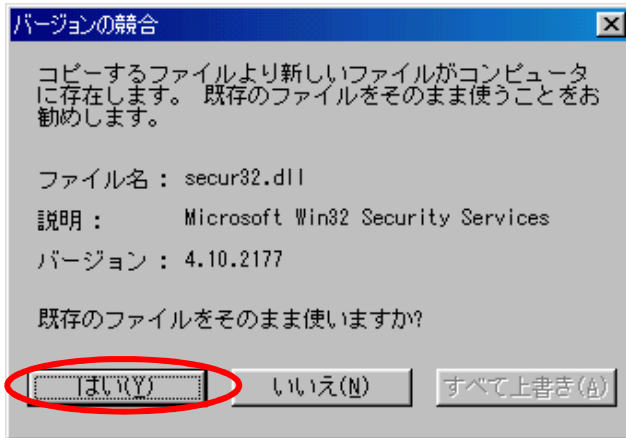 バージョンの競合
コピーするファイルより新しいファイルがコンピュータ
に存在します。 既存のファイルをそのまま使うことをお
勧めします。
ファイル名： secur32.dll
説明： Microsoft Win32 Security Services
バージョン： 4.10.2177
既存のファイルをそのまま使いますか?
はい(Y) いいえ(N) すべて上書き(A)